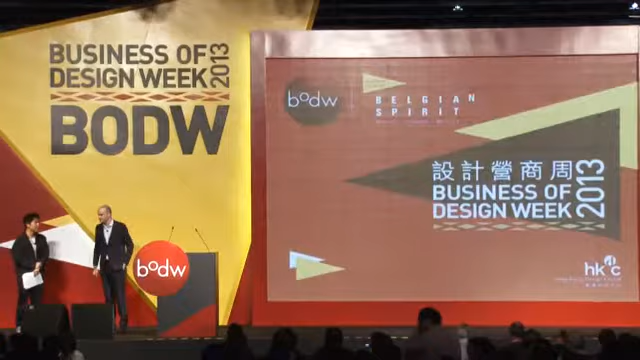 BUSINESS OF
DESIGN WEEK 2013
BODW
bodw
bodw
BELGIAN
SPIRIT
設計營商周
BUSINESS OF
DESIGN WEEK 2013
hkdc